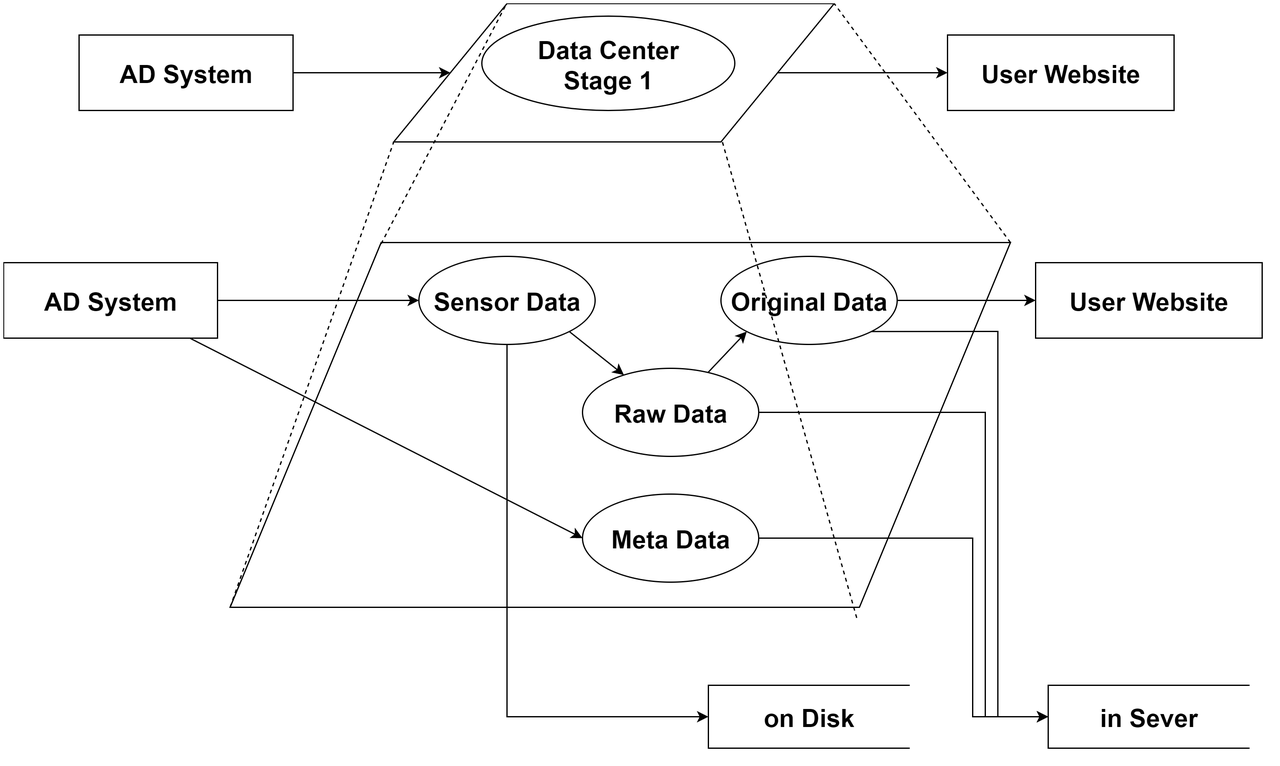 AD System
Data Center
Stage 1
User Website
AD System
Sensor Data
Original Data
User Website
Raw Data
Meta Data
on Disk
in Sever